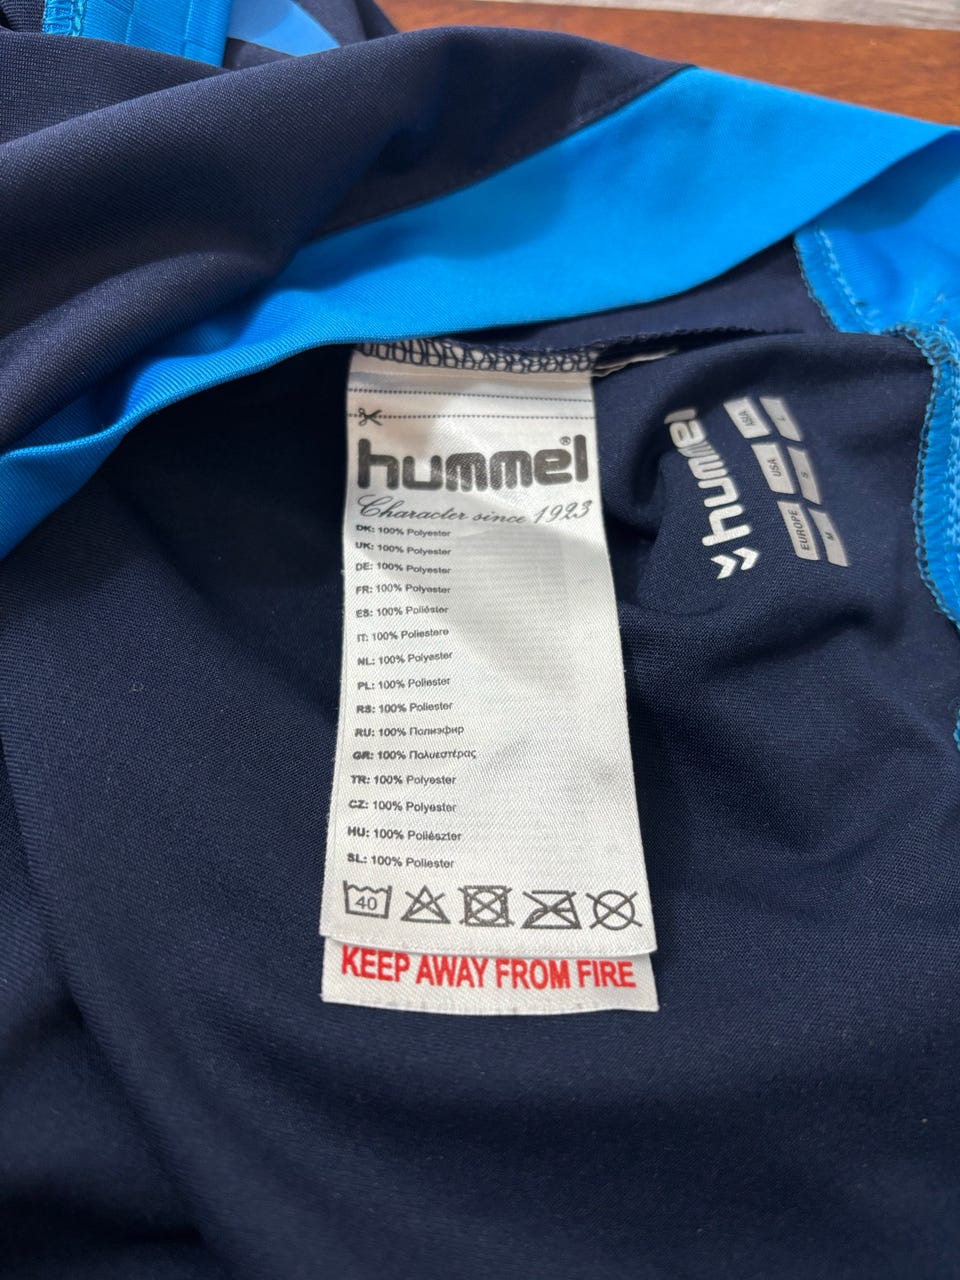 hummel®
Character since 1923
DK: 100% Polyester
UK: 100% Polyester
DE: 100% Polyester
FR: 100% Polyester
ES: 100% Poliéster
IT: 100% Poliestere
NL: 100% Polyester
PL: 100% Poliester
RS: 100% Poliester
RU: 100% Полиэфир
GR: 100% Πολυεστέρας
TR: 100% Polyester
CZ: 100% Polyester
HU: 100% Poliészter
SL: 100% Poliester
40
KEEP AWAY FROM FIRE
hummel
EUROPE M
USA S
ASIA L